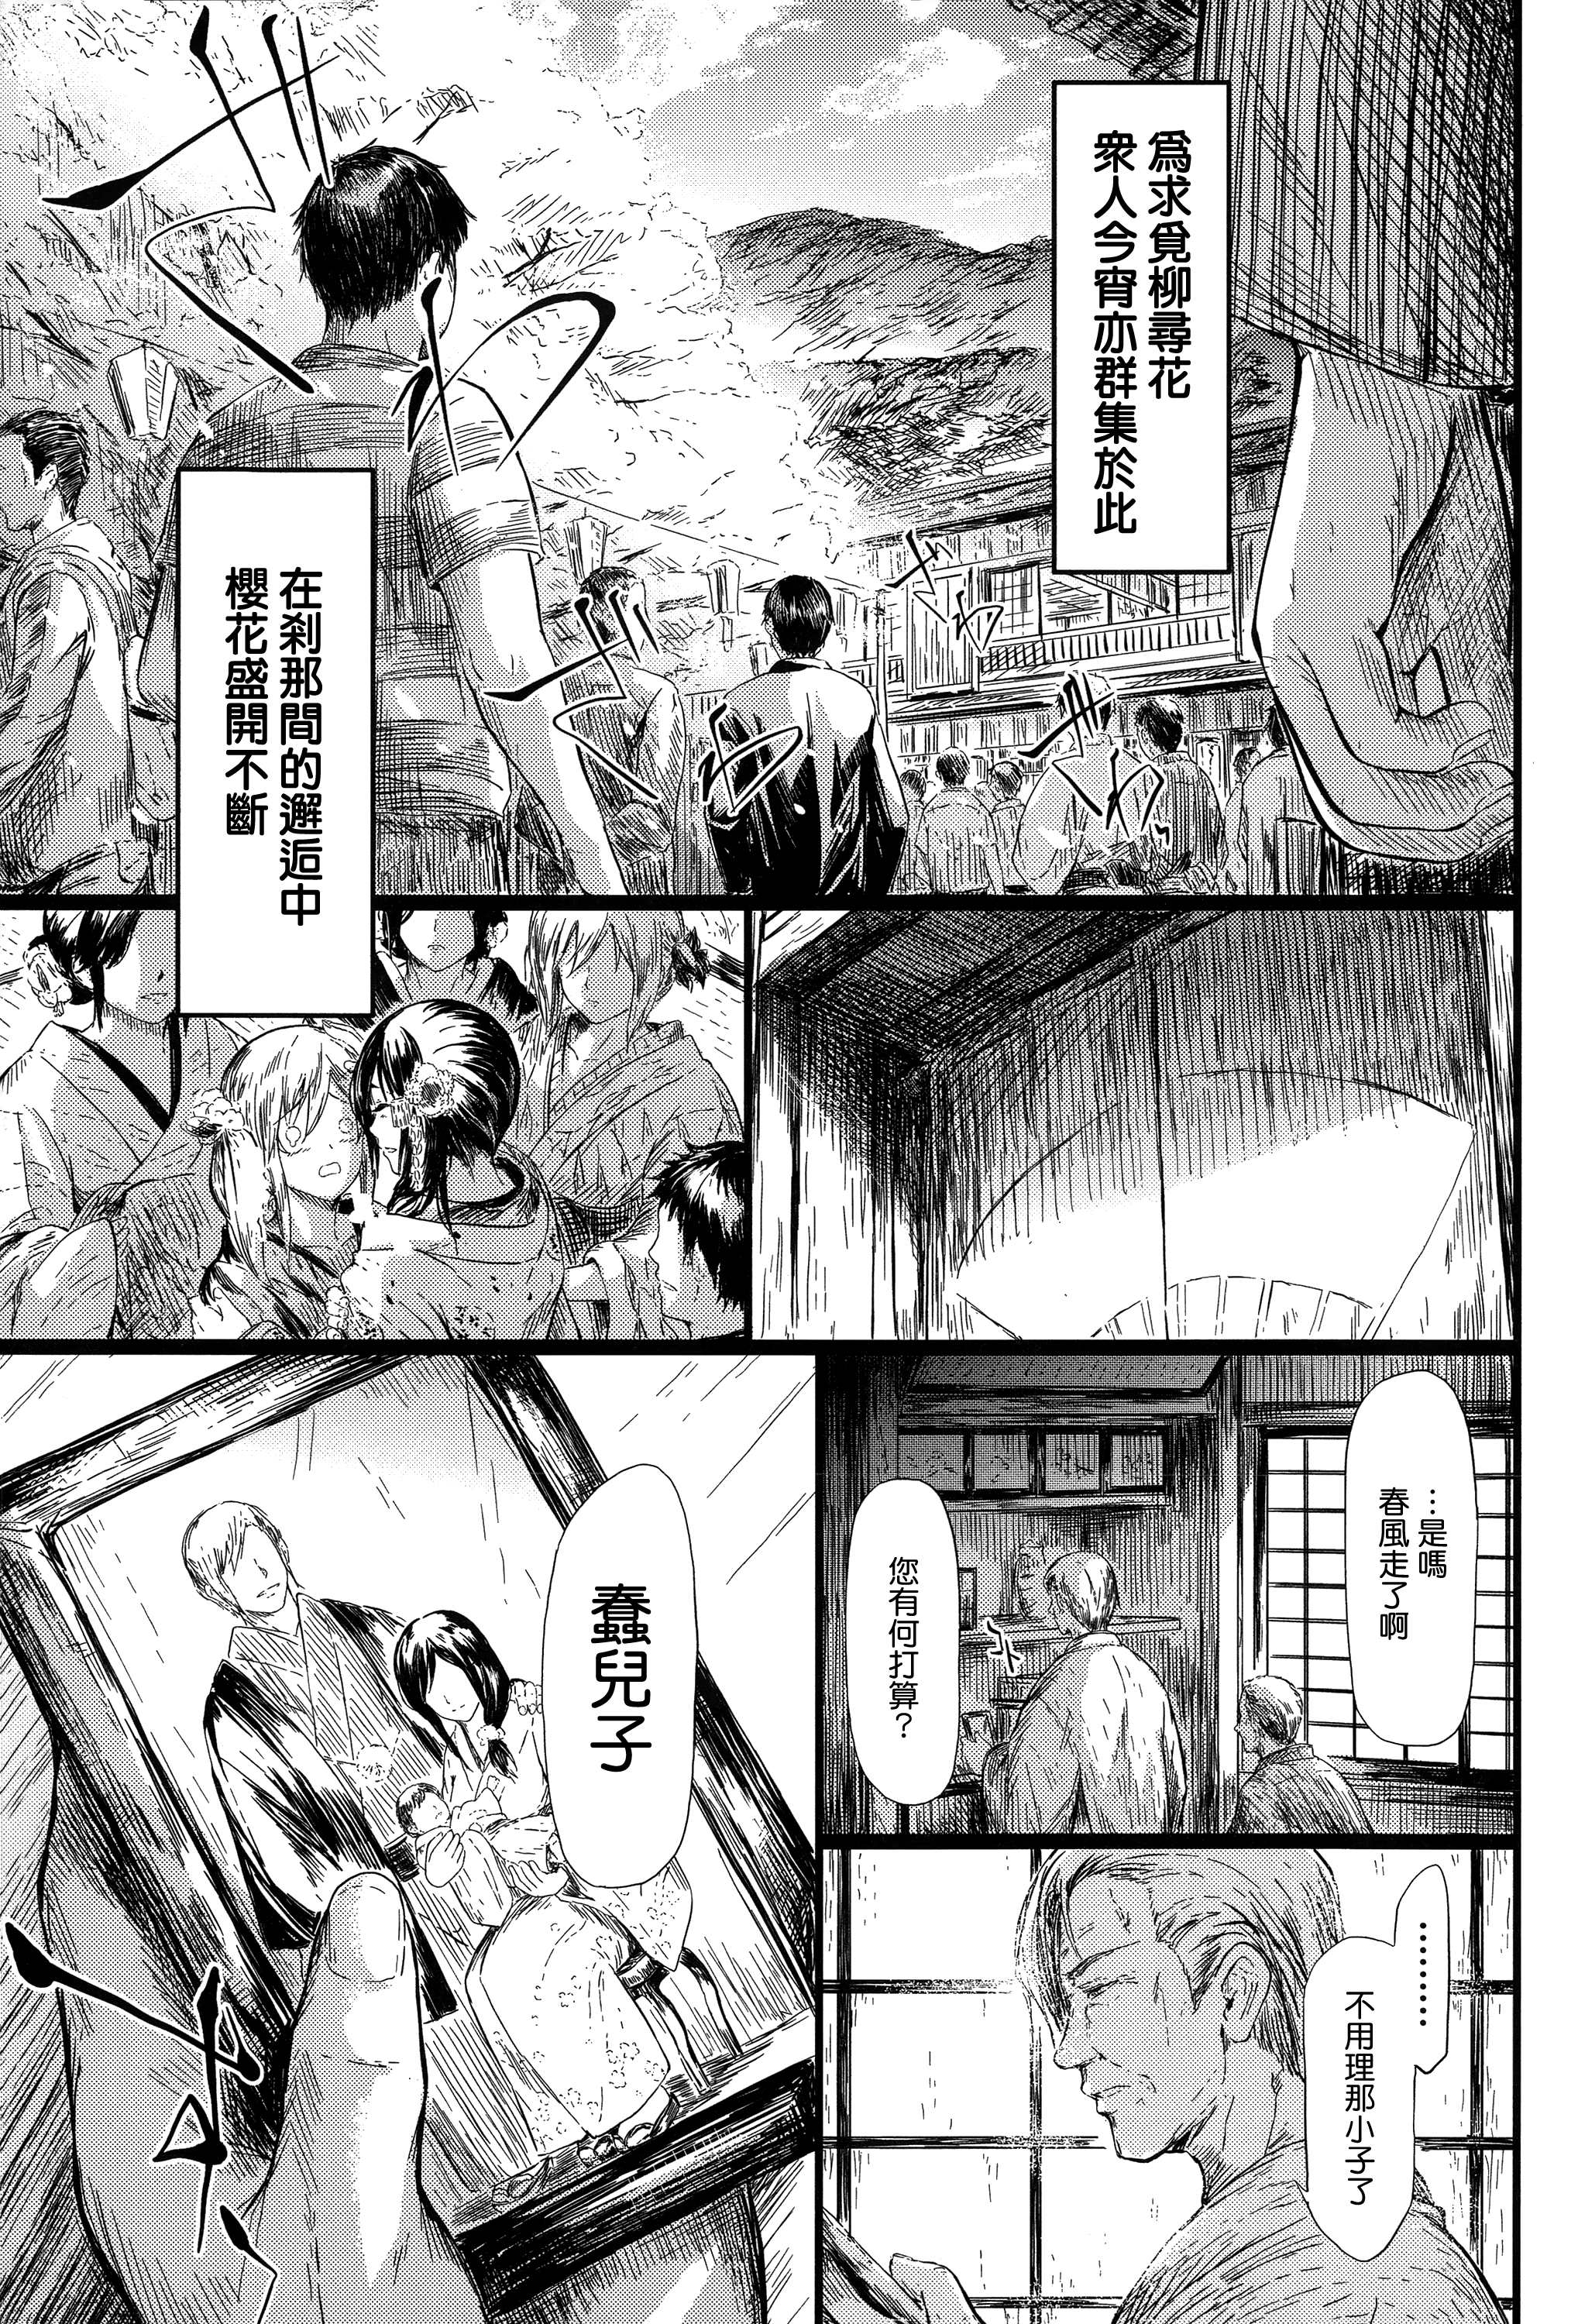 為求覓柳尋花
衆人今宵亦群集於此
在刹那間的邂逅中
櫻花盛開不斷
…是嗎
春風走了啊
您有何打算？
………
不用理那小子了
蠢兒子